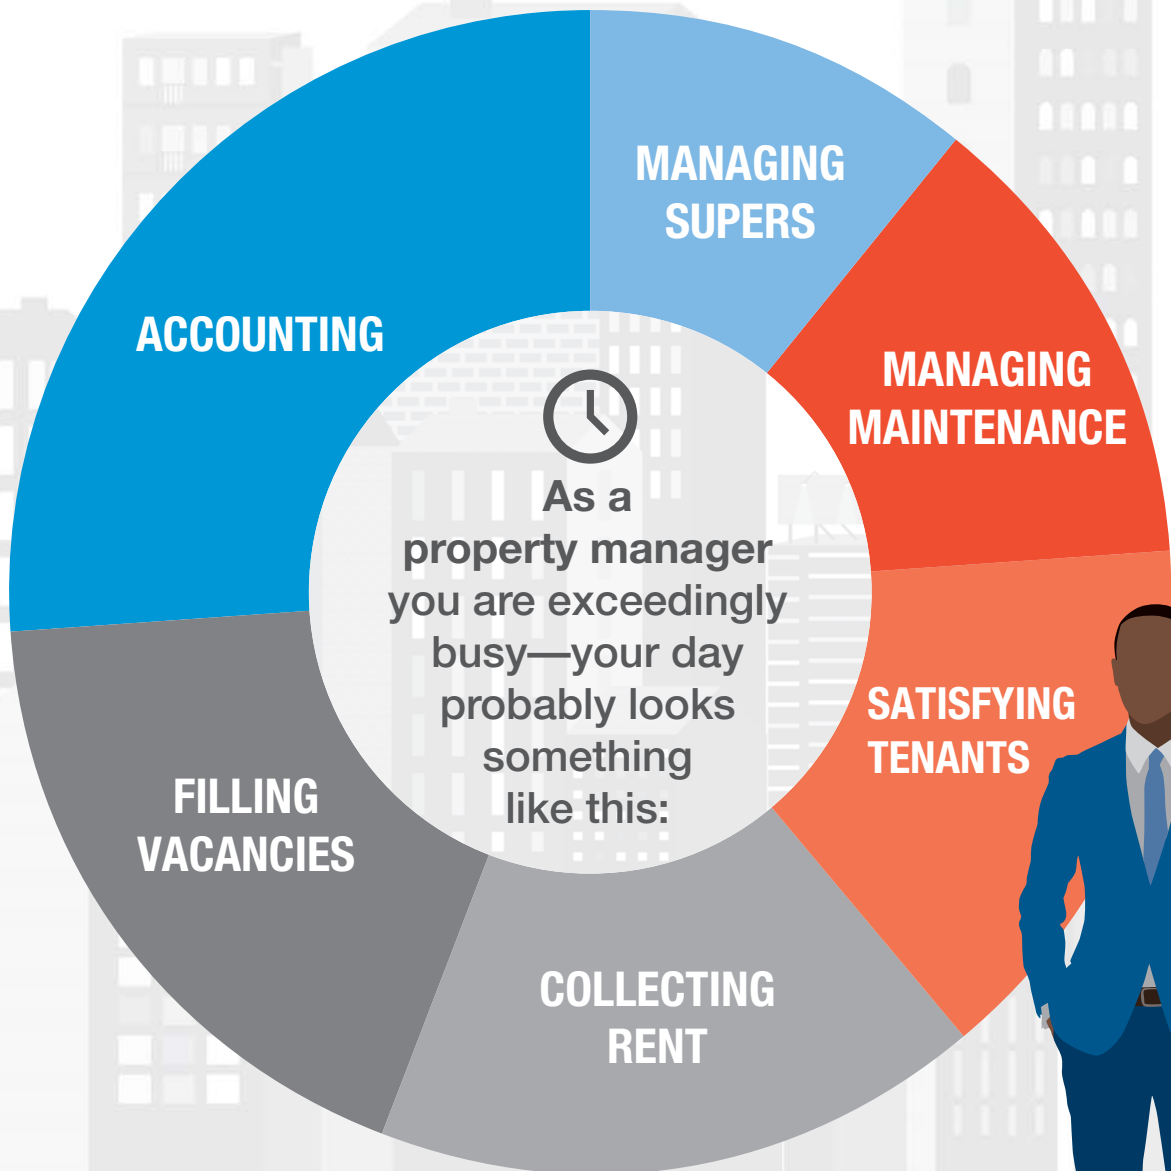 As a
property manager
you are exceedingly
busy—your day
probably looks
something
like this:
MANAGING
SUPERS
MANAGING
MAINTENANCE
SATISFYING
TENANTS
COLLECTING
RENT
FILLING
VACANCIES
ACCOUNTING